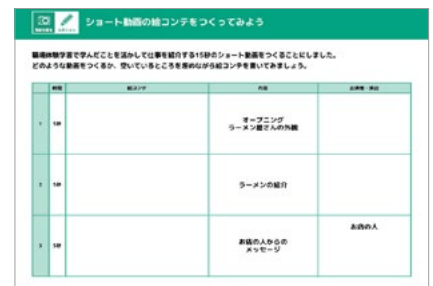 ショート動画の絵コンテをつくってみよう
職場体験学習で学んだことを活かして仕事を紹介する15秒のショート動画をつくることにしました。
どのような動画をつくるか、空いているところを埋めながら絵コンテを書いてみましょう。
時間 絵コンテ 内容
1 5秒 オープニング
ラーメン屋さんの外観
2 5秒 ラーメンの紹介
お店の人
3 5秒 お店の人からの
メッセージ